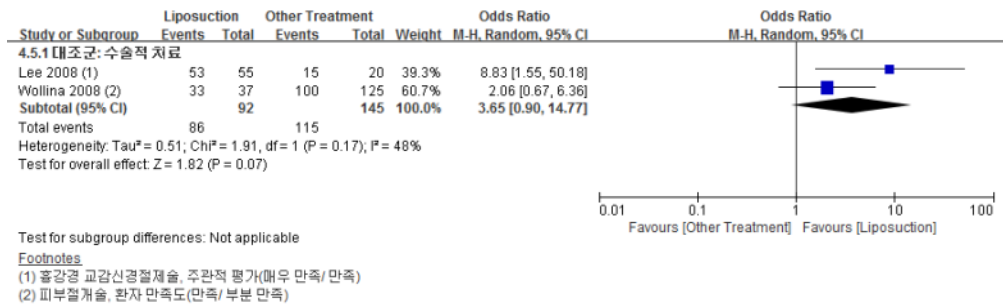 Liposuction Other Treatment Odds Ratio Odds Ratio
Study or Subgroup Events Total Events Total Weight M-H, Random, 95% CI M-H, Random, 95% CI
4.5.1 대조군: 수술적 치료
Lee 2008 (1) 53 55 15 20 39.3% 8.83 [1.55, 50.18]
Wollina 2008 (2) 33 37 100 125 60.7% 2.06 [0.67, 6.36]
Subtotal (95% CI) 92 145 100.0% 3.65 [0.90, 14.77]
Total events 86 115
Heterogeneity: Tau² = 0.51; Chi² = 1.91, df = 1 (P = 0.17); I² = 48%
Test for overall effect: Z = 1.82 (P = 0.07)
0.01 0.1 1 10 100
Favours [Other Treatment] Favours [Liposuction]
Test for subgroup differences: Not applicable
Footnotes
(1) 흉강경 교감신경절제술, 주관적 평가(매우 만족/ 만족)
(2) 피부절개술, 환자 만족도(만족/ 부분 만족)